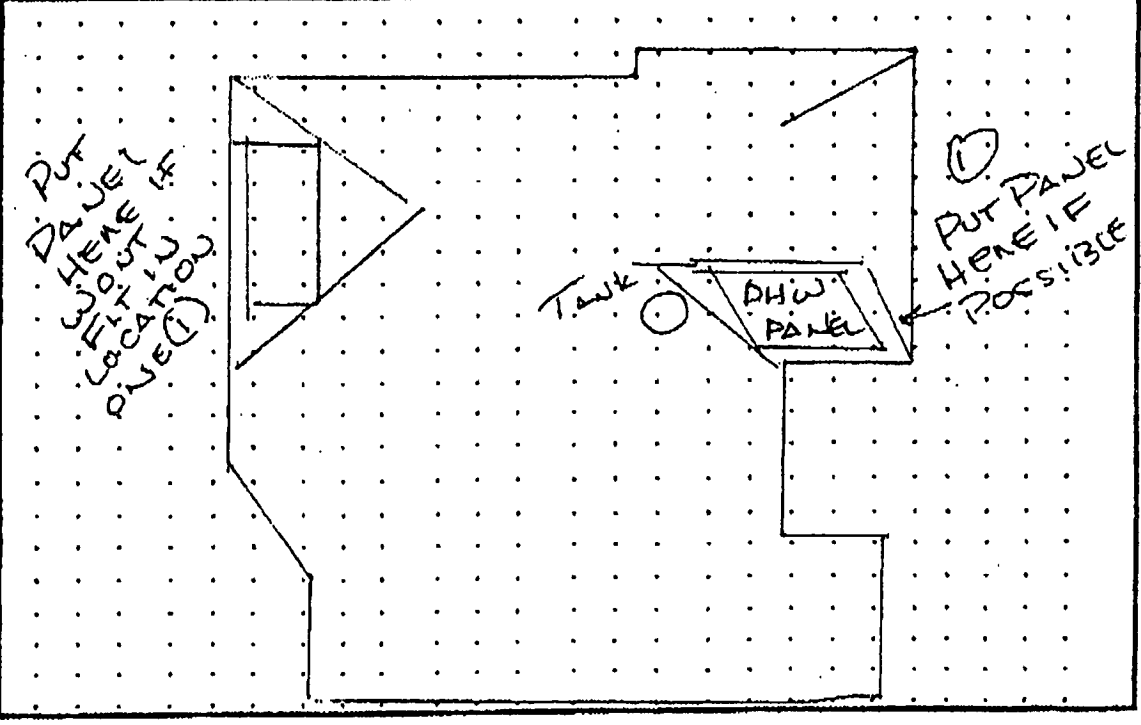 PUT
PANEL
HERE IF
WONT
FIT IN
LOCATION
ONE (1)
TANK
DHW
PANEL
(1)
PUT PANEL
HERE IF
POSSIBLE